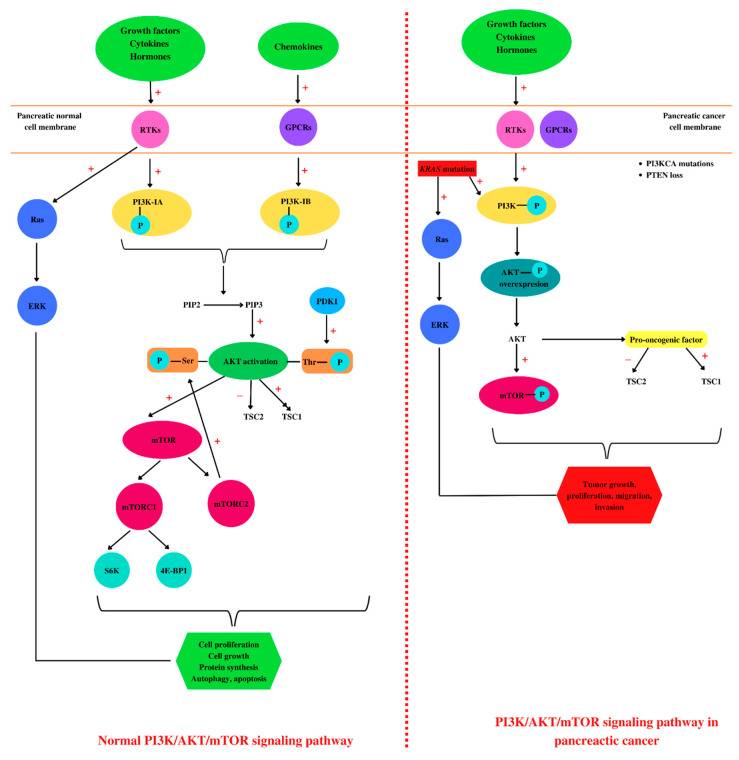 Growth factors
Cytokines
Hormones
Chemokines
+
+
Pancreatic normal
cell membrane
RTKs
GPCRs
+
+
+
PI3K-IA
P
PI3K-IB
P
Ras
ERK
PIP2
PIP3
PDK1
+
+
P
Ser
AKT activation
Thr
P
+
–
+
TSC2
TSC1
mTOR
+
mTORC1
mTORC2
S6K
4E-BP1
Cell proliferation
Cell growth
Protein synthesis
Autophagy, apoptosis
Normal PI3K/AKT/mTOR signaling pathway
Growth factors
Cytokines
Hormones
+
RTKs
GPCRs
Pancreatic cancer
cell membrane
• PI3KCA mutations
• PTEN loss
KRAS mutation
+
+
+
PI3K
P
Ras
AKT
P
overexpresion
ERK
AKT
Pro-oncogenic factor
+
–
+
TSC2
TSC1
mTOR
P
Tumor growth,
proliferation, migration,
invasion
PI3K/AKT/mTOR signaling pathway in
pancreactic cancer